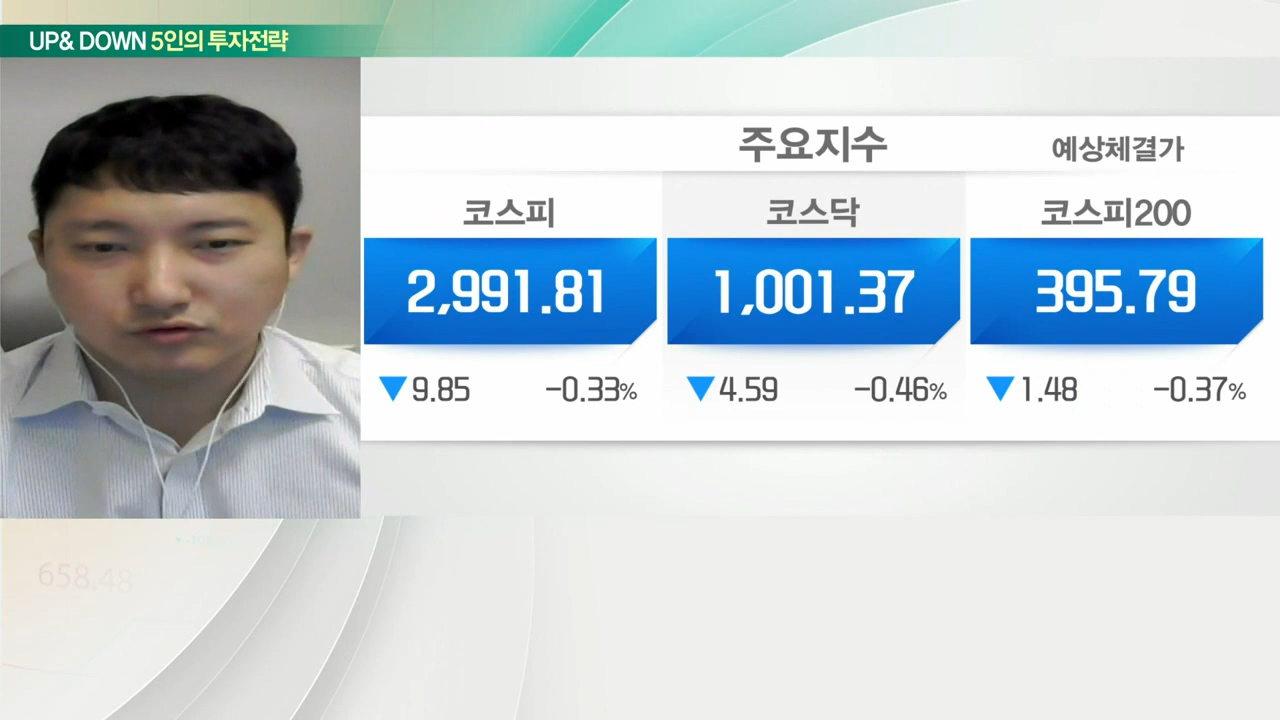 UP& DOWN 5인의 투자전략
주요지수
예상체결가
코스피
코스닥
코스피200
2,991.81
1,001.37
395.79
▼ 9.85 -0.33%
▼ 4.59 -0.46%
▼ 1.48 -0.37%
658.48